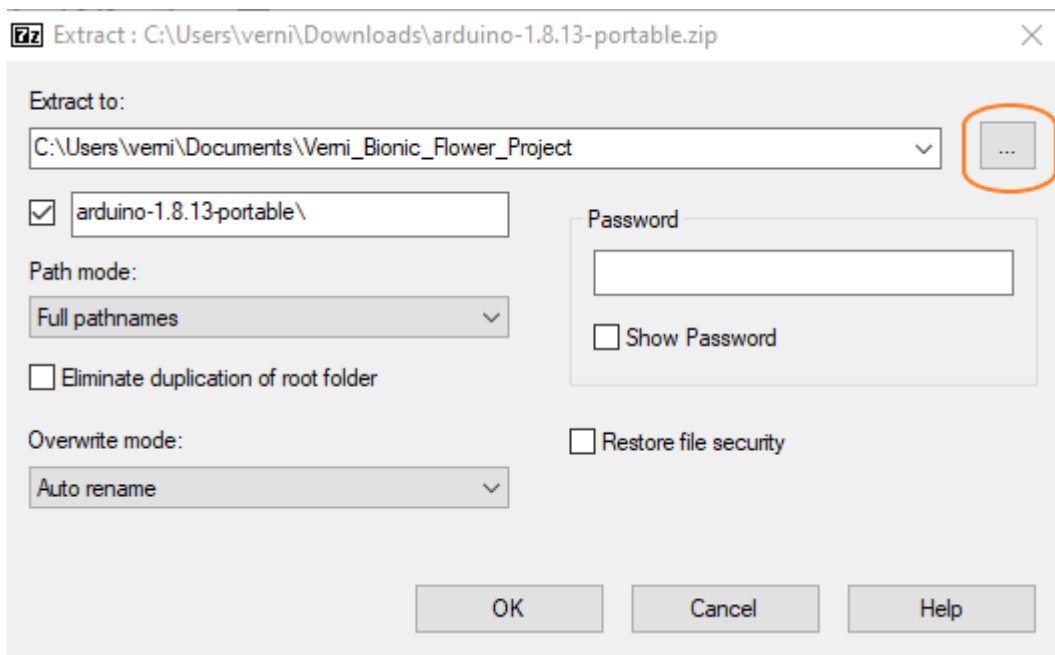 7z Extract : C:\Users\verni\Downloads\arduino-1.8.13-portable.zip
Extract to:
C:\Users\verni\Documents\Verni_Bionic_Flower_Project
...
arduino-1.8.13-portable\
Password
Path mode:
Full pathnames
Show Password
Eliminate duplication of root folder
Overwrite mode:
Restore file security
Auto rename
OK
Cancel
Help